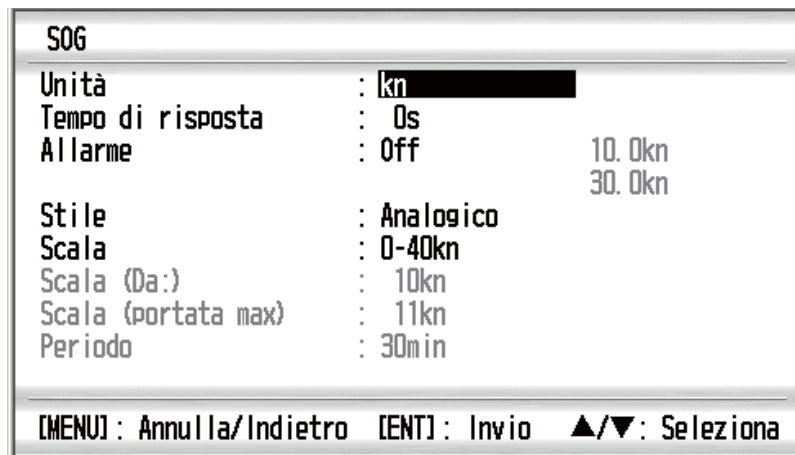 SOG
Unità : kn
Tempo di risposta : 0s
Allarme : Off 10.0kn
30.0kn
Stile : Analogico
Scala : 0-40kn
Scala (Da:) : 10kn
Scala (portata max) : 11kn
Periodo : 30min
[MENU]: Annulla/Indietro [ENT]: Invio ▲/▼: Seleziona